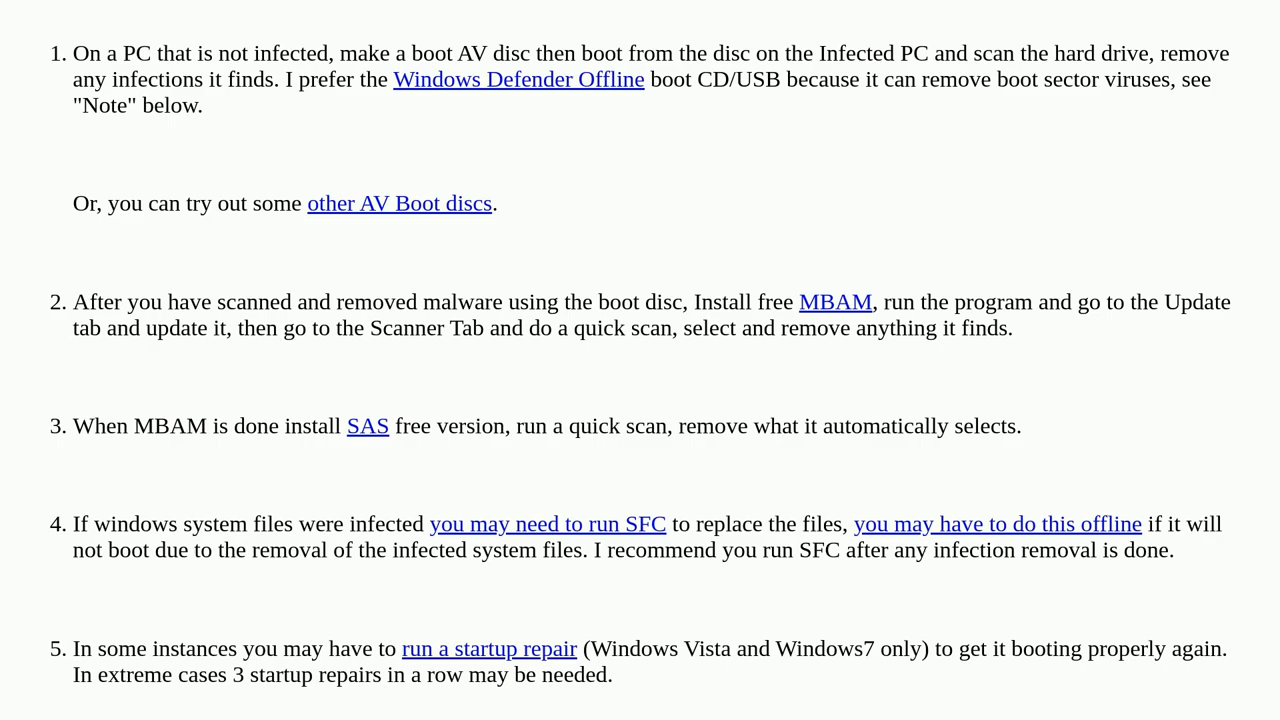 1. On a PC that is not infected, make a boot AV disc then boot from the disc on the Infected PC and scan the hard drive, remove
any infections it finds. I prefer the Windows Defender Offline boot CD/USB because it can remove boot sector viruses, see
"Note" below.
Or, you can try out some other AV Boot discs.
2. After you have scanned and removed malware using the boot disc, Install free MBAM, run the program and go to the Update
tab and update it, then go to the Scanner Tab and do a quick scan, select and remove anything it finds.
3. When MBAM is done install SAS free version, run a quick scan, remove what it automatically selects.
4. If windows system files were infected you may need to run SFC to replace the files, you may have to do this offline if it will
not boot due to the removal of the infected system files. I recommend you run SFC after any infection removal is done.
5. In some instances you may have to run a startup repair (Windows Vista and Windows7 only) to get it booting properly again.
In extreme cases 3 startup repairs in a row may be needed.